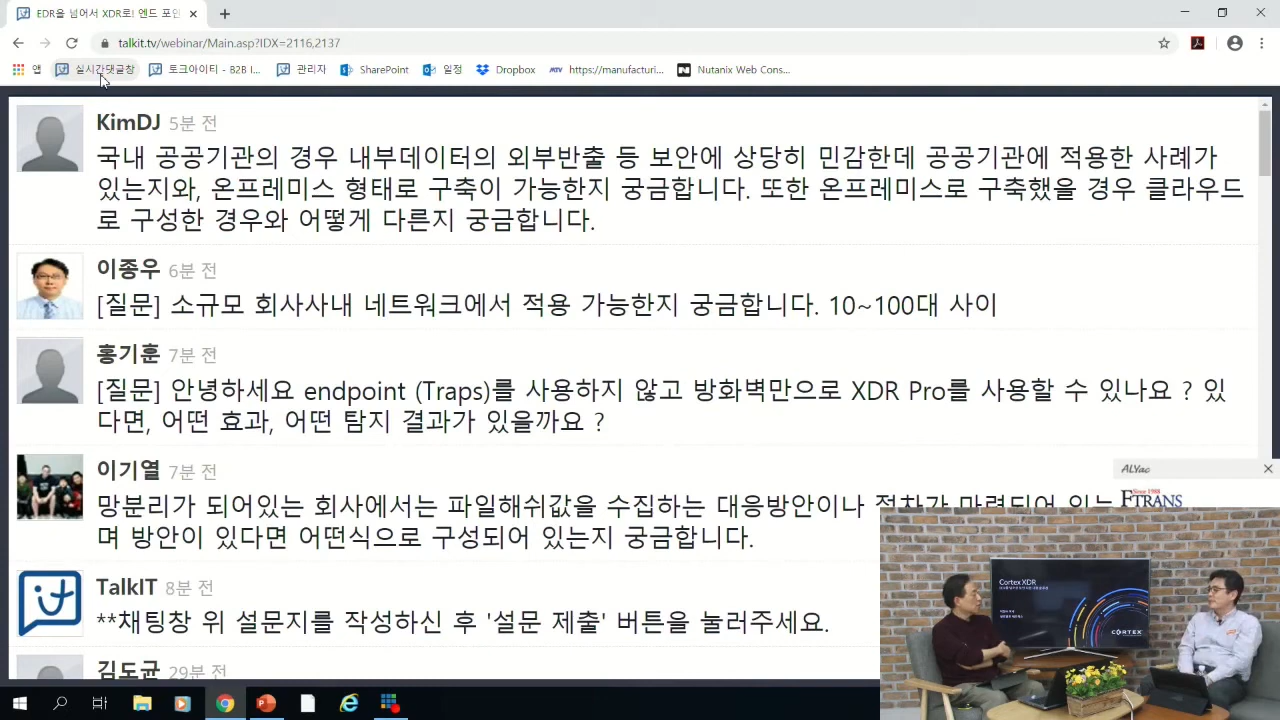 EDR을 넘어서 XDR로! 엔드 포인
talkit.tv/webinar/Main.asp?IDX=2116,2137
앱 실시간댓글창 토크아이티 - B2B I... 관리자 SharePoint 일정 Dropbox https://manufacturi... Nutanix Web Cons...
KimDJ 5분 전
국내 공공기관의 경우 내부데이터의 외부반출 등 보안에 상당히 민감한데 공공기관에 적용한 사례가
있는지와, 온프레미스 형태로 구축이 가능한지 궁금합니다. 또한 온프레미스로 구축했을 경우 클라우드
로 구성한 경우와 어떻게 다른지 궁금합니다.
이종우 6분 전
[질문] 소규모 회사사내 네트워크에서 적용 가능한지 궁금합니다. 10~100대 사이
홍기훈 7분 전
[질문] 안녕하세요 endpoint (Traps)를 사용하지 않고 방화벽만으로 XDR Pro를 사용할 수 있나요 ? 있
다면, 어떤 효과, 어떤 탐지 결과가 있을까요 ?
이기열 7분 전
망분리가 되어있는 회사에서는 파일해쉬값을 수집하는 대응방안이나 절차가 마련되어 있는
며 방안이 있다면 어떤식으로 구성되어 있는지 궁금합니다.
ALYac
Since 1988
FTRANS
TalkIT 8분 전
**채팅창 위 설문지를 작성하신 후 '설문 제출' 버튼을 눌러주세요.
김도균 29분 전
Cortex XDR
CORTEX